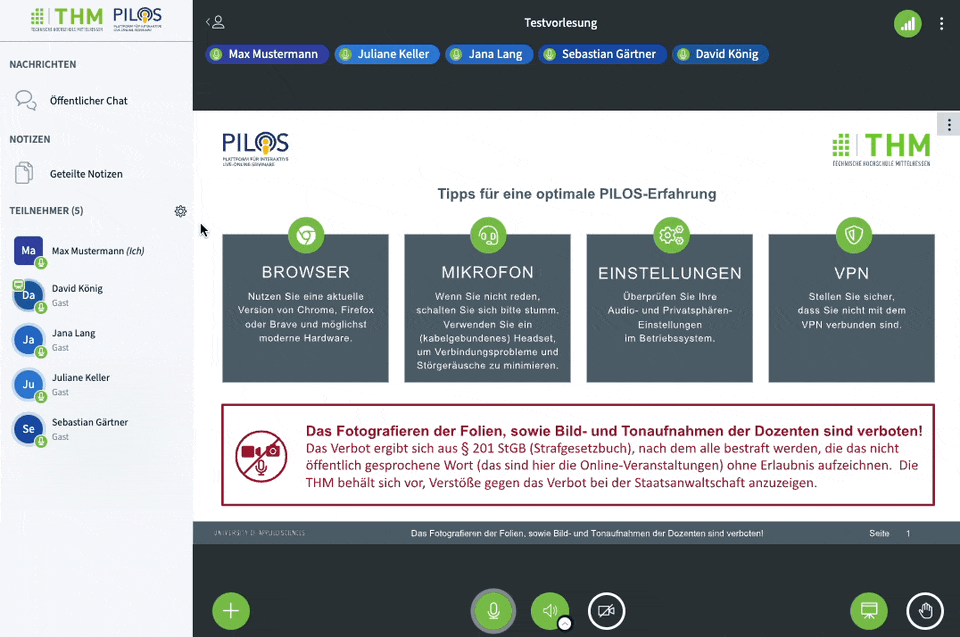 THM
TECHNISCHE HOCHSCHULE MITTELHESSEN
PILOS
PLATTFORM FÜR INTERAKTIVE
LIVE-ONLINE-SEMINARE
NACHRICHTEN
Öffentlicher Chat
NOTIZEN
Geteilte Notizen
TEILNEHMER (5)
Ma
Max Mustermann (Ich)
Da
David König
Gast
Ja
Jana Lang
Gast
Ju
Juliane Keller
Gast
Se
Sebastian Gärtner
Gast
Testvorlesung
Max Mustermann
Juliane Keller
Jana Lang
Sebastian Gärtner
David König
PILOS
PLATTFORM FÜR INTERAKTIVE
LIVE-ONLINE-SEMINARE
THM
TECHNISCHE HOCHSCHULE MITTELHESSEN
Tipps für eine optimale PILOS-Erfahrung
BROWSER
Nutzen Sie eine aktuelle
Version von Chrome, Firefox
oder Brave und möglichst
moderne Hardware.
MIKROFON
Wenn Sie nicht reden,
schalten Sie sich bitte stumm.
Verwenden Sie ein
(kabelgebundenes) Headset,
um Verbindungsprobleme und
Störgeräusche zu minimieren.
EINSTELLUNGEN
Überprüfen Sie Ihre
Audio- und Privatsphären-
Einstellungen
im Betriebssystem.
VPN
Stellen Sie sicher,
dass Sie nicht mit dem
VPN verbunden sind.
Das Fotografieren der Folien, sowie Bild- und Tonaufnahmen der Dozenten sind verboten!
Das Verbot ergibt sich aus § 201 StGB (Strafgesetzbuch), nach dem alle bestraft werden, die das nicht
öffentlich gesprochene Wort (das sind hier die Online-Veranstaltungen) ohne Erlaubnis aufzeichnen. Die
THM behält sich vor, Verstöße gegen das Verbot bei der Staatsanwaltschaft anzuzeigen.
UNIVERSITY OF APPLIED SCIENCES
Das Fotografieren der Folien, sowie Bild- und Tonaufnahmen der Dozenten sind verboten!
Seite 1